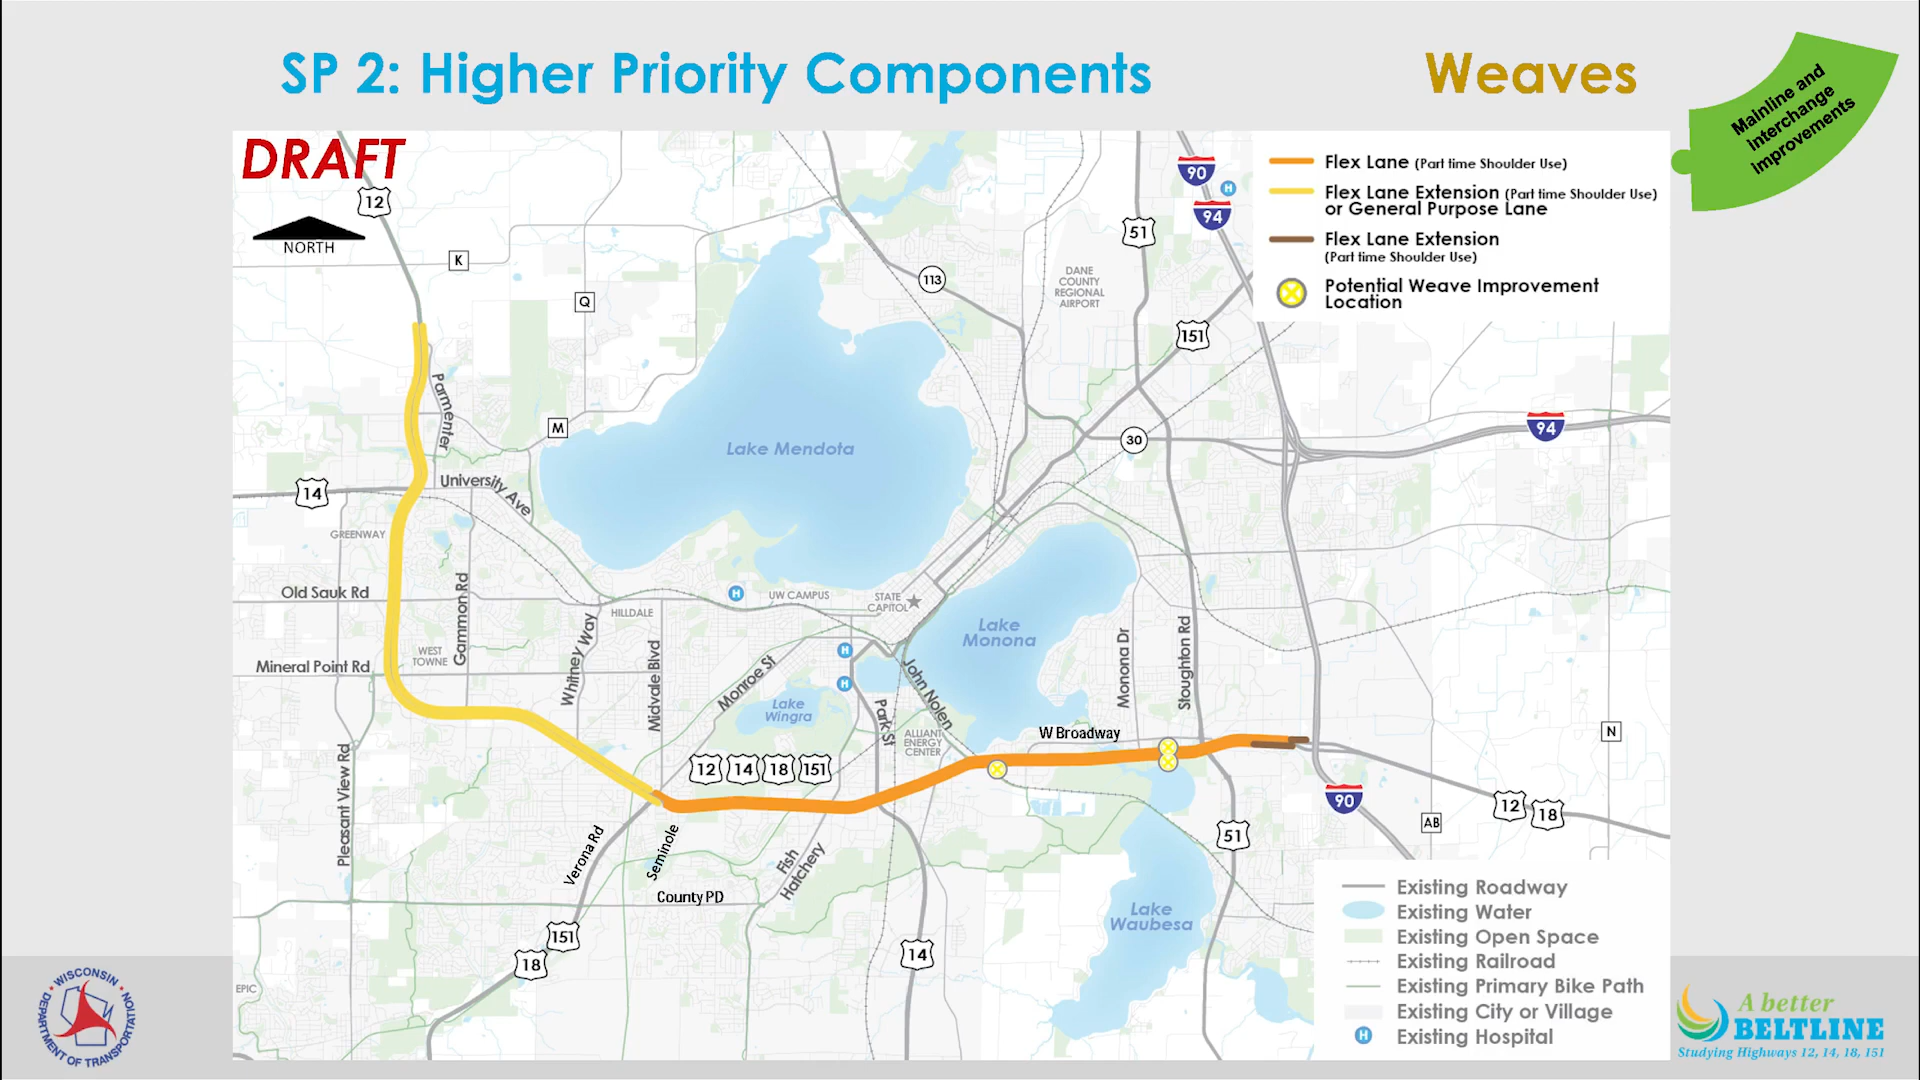 SP 2: Higher Priority Components
Weaves
Mainline and
interchange
improvements
DRAFT
NORTH
12
K
Q
M
113
51
90
H
94
DANE
COUNTY
REGIONAL
AIRPORT
151
30
94
Flex Lane (Part time Shoulder Use)
Flex Lane Extension (Part time Shoulder Use)
or General Purpose Lane
Flex Lane Extension
(Part time Shoulder Use)
Potential Weave Improvement
Location
Parmenter
Lake Mendota
14
University Ave
GREENWAY
Old Sauk Rd
Gammon Rd
HILLDALE
H
UW CAMPUS
STATE
CAPITOL
WEST
TOWNE
Mineral Point Rd
Whitney Way
Midvale Blvd
Monroe St
H
H
Lake
Monona
John Nolen
Monona Dr
Stoughton Rd
Lake
Wingra
Park St
ALLIANT
ENERGY
CENTER
W Broadway
N
Pleasant View Rd
12 14 18 151
90
12 18
AB
51
Verona Rd
Seminole
Fish
Hatchery
County PD
151
18
14
Lake
Waubesa
EPIC
Existing Roadway
Existing Water
Existing Open Space
Existing Railroad
Existing Primary Bike Path
Existing City or Village
H Existing Hospital
WISCONSIN
DEPARTMENT OF TRANSPORTATION
A better
BELTLINE
Studying Highways 12, 14, 18, 151